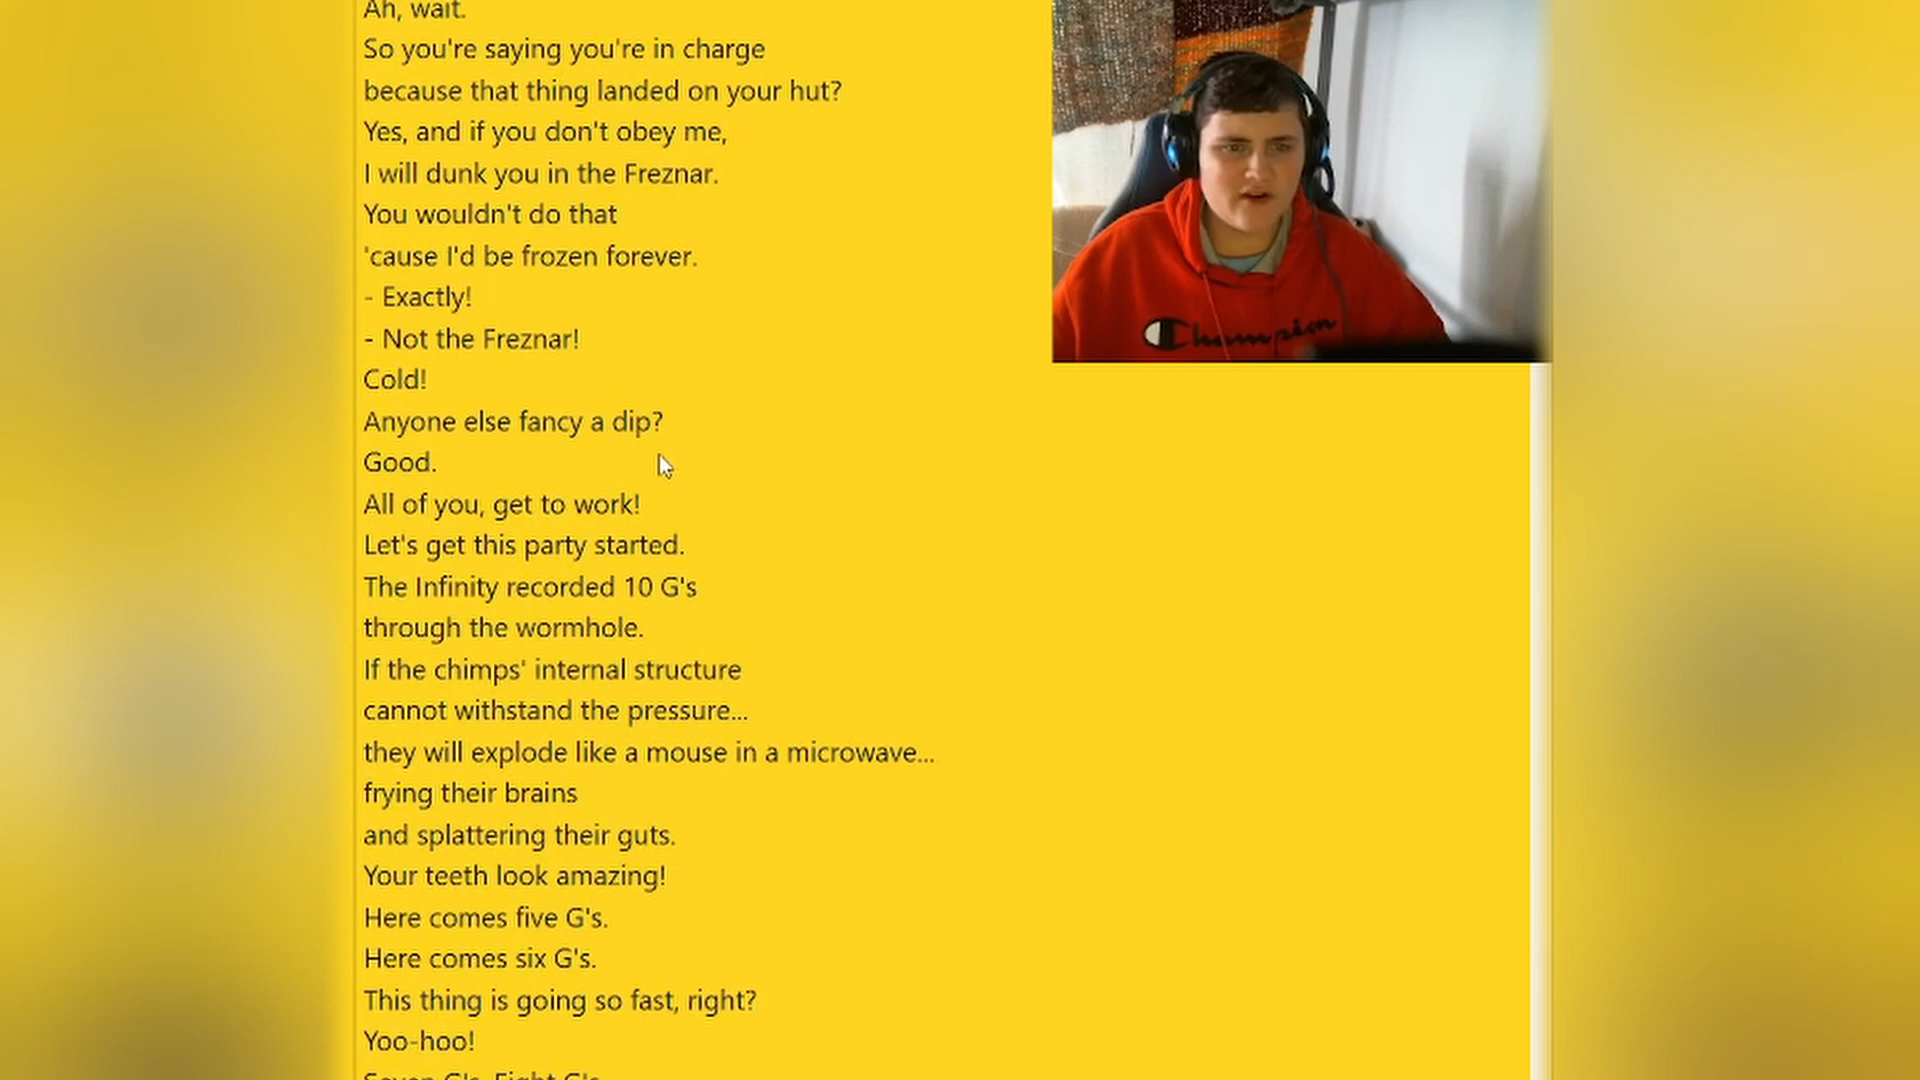 Ah, wait.
So you're saying you're in charge
because that thing landed on your hut?
Yes, and if you don't obey me,
I will dunk you in the Freznar.
You wouldn't do that
'cause I'd be frozen forever.
- Exactly!
- Not the Freznar!
Cold!
Anyone else fancy a dip?
Good.
All of you, get to work!
Let's get this party started.
The Infinity recorded 10 G's
through the wormhole.
If the chimps' internal structure
cannot withstand the pressure...
they will explode like a mouse in a microwave...
frying their brains
and splattering their guts.
Your teeth look amazing!
Here comes five G's.
Here comes six G's.
This thing is going so fast, right?
Yoo-hoo!
Seven G's. Eight G's.
Champion